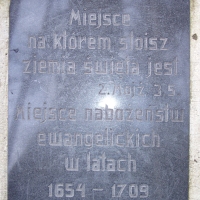 Miejsce
na którem stoisz
ziemia święta jest
2. Mojż. 3.5.
Miejsce nabożeństw
ewangelickich
w latach
1654 - 1709